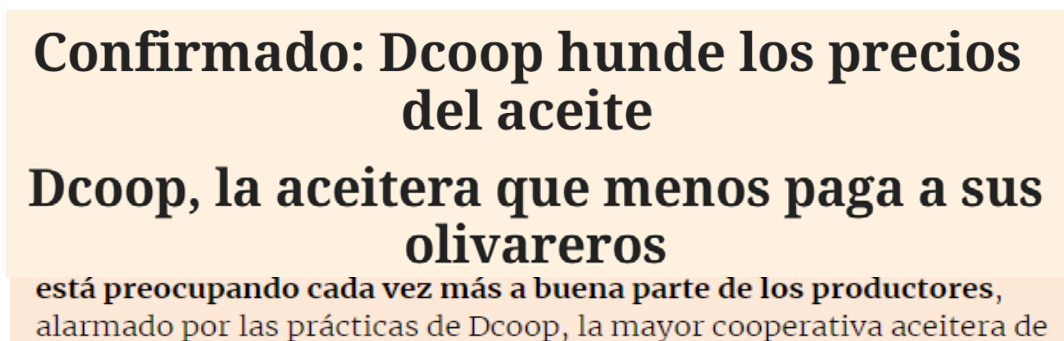 Confirmado: Dcoop hunde los precios
del aceite
Dcoop, la aceitera que menos paga a sus
olivareros
está preocupando cada vez más a buena parte de los productores,
alarmado por las prácticas de Dcoop, la mayor cooperativa aceitera de